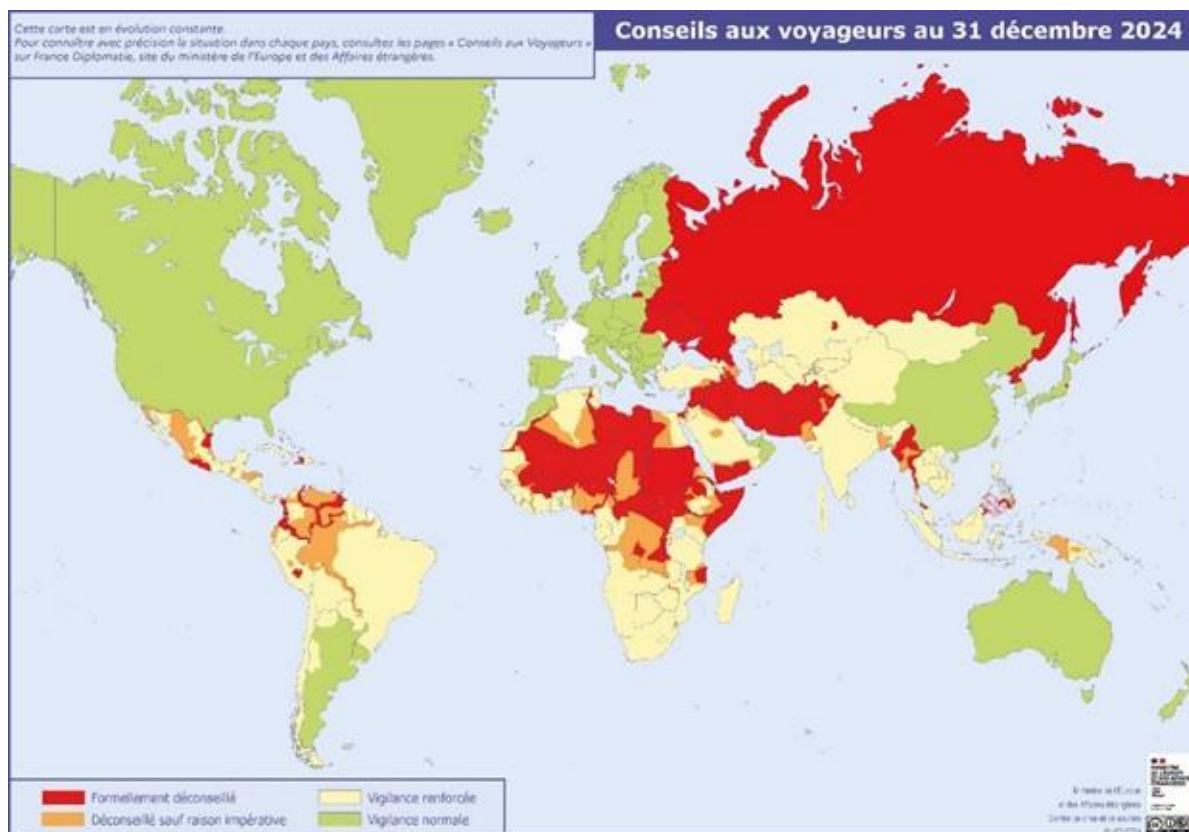 Cette carte est en évolution constante.
Pour connaître avec précision la situation dans chaque pays, consultez les pages « Conseils aux Voyageurs »
sur France Diplomatie, site du ministère de l'Europe et des Affaires étrangères.
Conseils aux voyageurs au 31 décembre 2024
Formellement déconseillé
Déconseillé sauf raison impérative
Vigilance renforcée
Vigilance normale